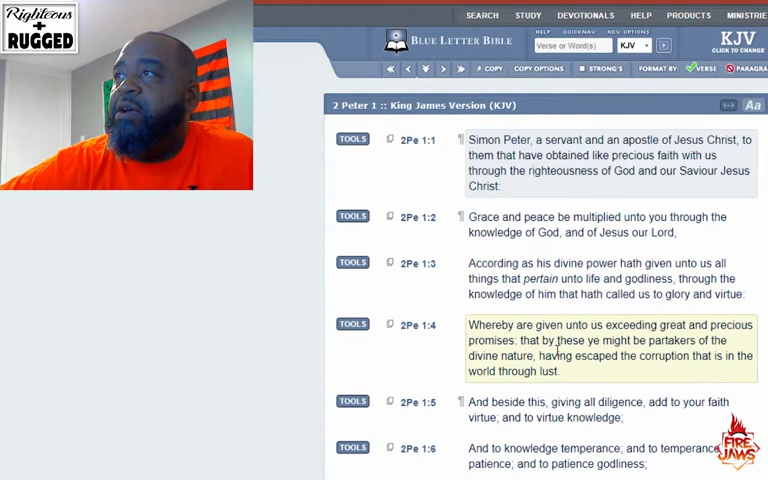 Righteous
+
RUGGED
SEARCH STUDY DEVOTIONALS HELP PRODUCTS MINISTRIE
BLUE LETTER BIBLE
QUICKNAV ADV. OPTIONS
Verse or Word(s) KJV
KJV
CLICK TO CHANGE
COPY COPY OPTIONS STRONG'S FORMAT BY VERSE PARAGRA
2 Peter 1 :: King James Version (KJV) Aa
TOOLS 2Pe 1:1 ¶ Simon Peter, a servant and an apostle of Jesus Christ, to
them that have obtained like precious faith with us
through the righteousness of God and our Saviour Jesus
Christ:
TOOLS 2Pe 1:2 ¶ Grace and peace be multiplied unto you through the
knowledge of God, and of Jesus our Lord,
TOOLS 2Pe 1:3 According as his divine power hath given unto us all
things that pertain unto life and godliness, through the
knowledge of him that hath called us to glory and virtue:
TOOLS 2Pe 1:4 Whereby are given unto us exceeding great and precious
promises: that by these ye might be partakers of the
divine nature, having escaped the corruption that is in the
world through lust.
TOOLS 2Pe 1:5 ¶ And beside this, giving all diligence, add to your faith
virtue; and to virtue knowledge;
TOOLS 2Pe 1:6 And to knowledge temperance; and to temperance
patience; and to patience godliness;
FIRE
JAWS